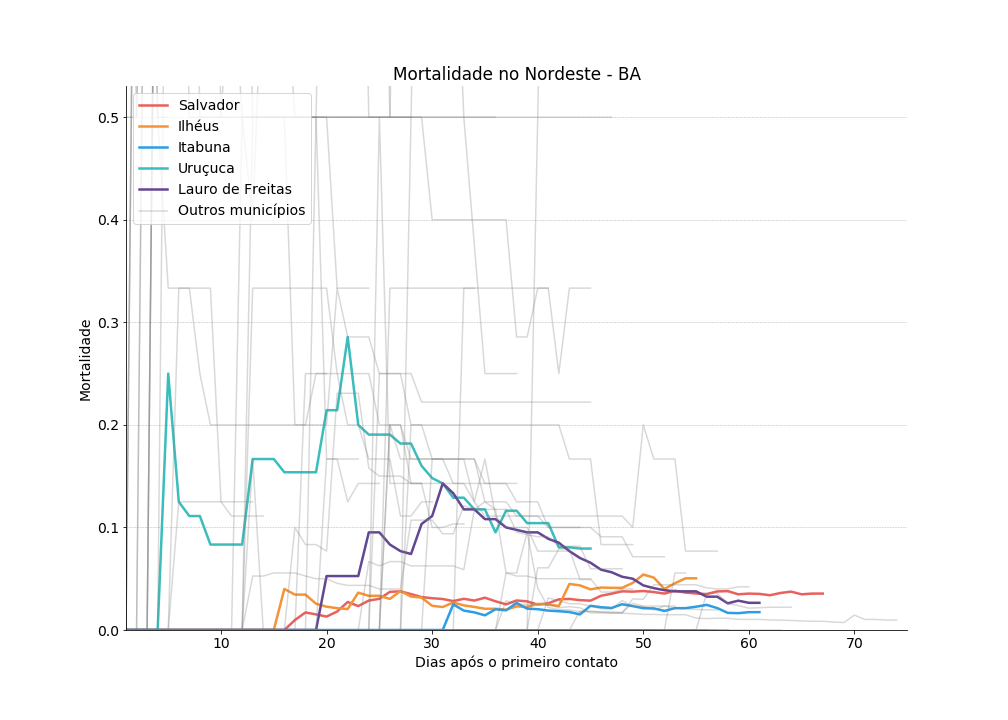 Mortalidade no Nordeste - BA
Salvador
Ilhéus
Itabuna
Uruçuca
Lauro de Freitas
Outros municípios
Mortalidade
0.5
0.4
0.3
0.2
0.1
0.0
10 20 30 40 50 60 70
Dias após o primeiro contato